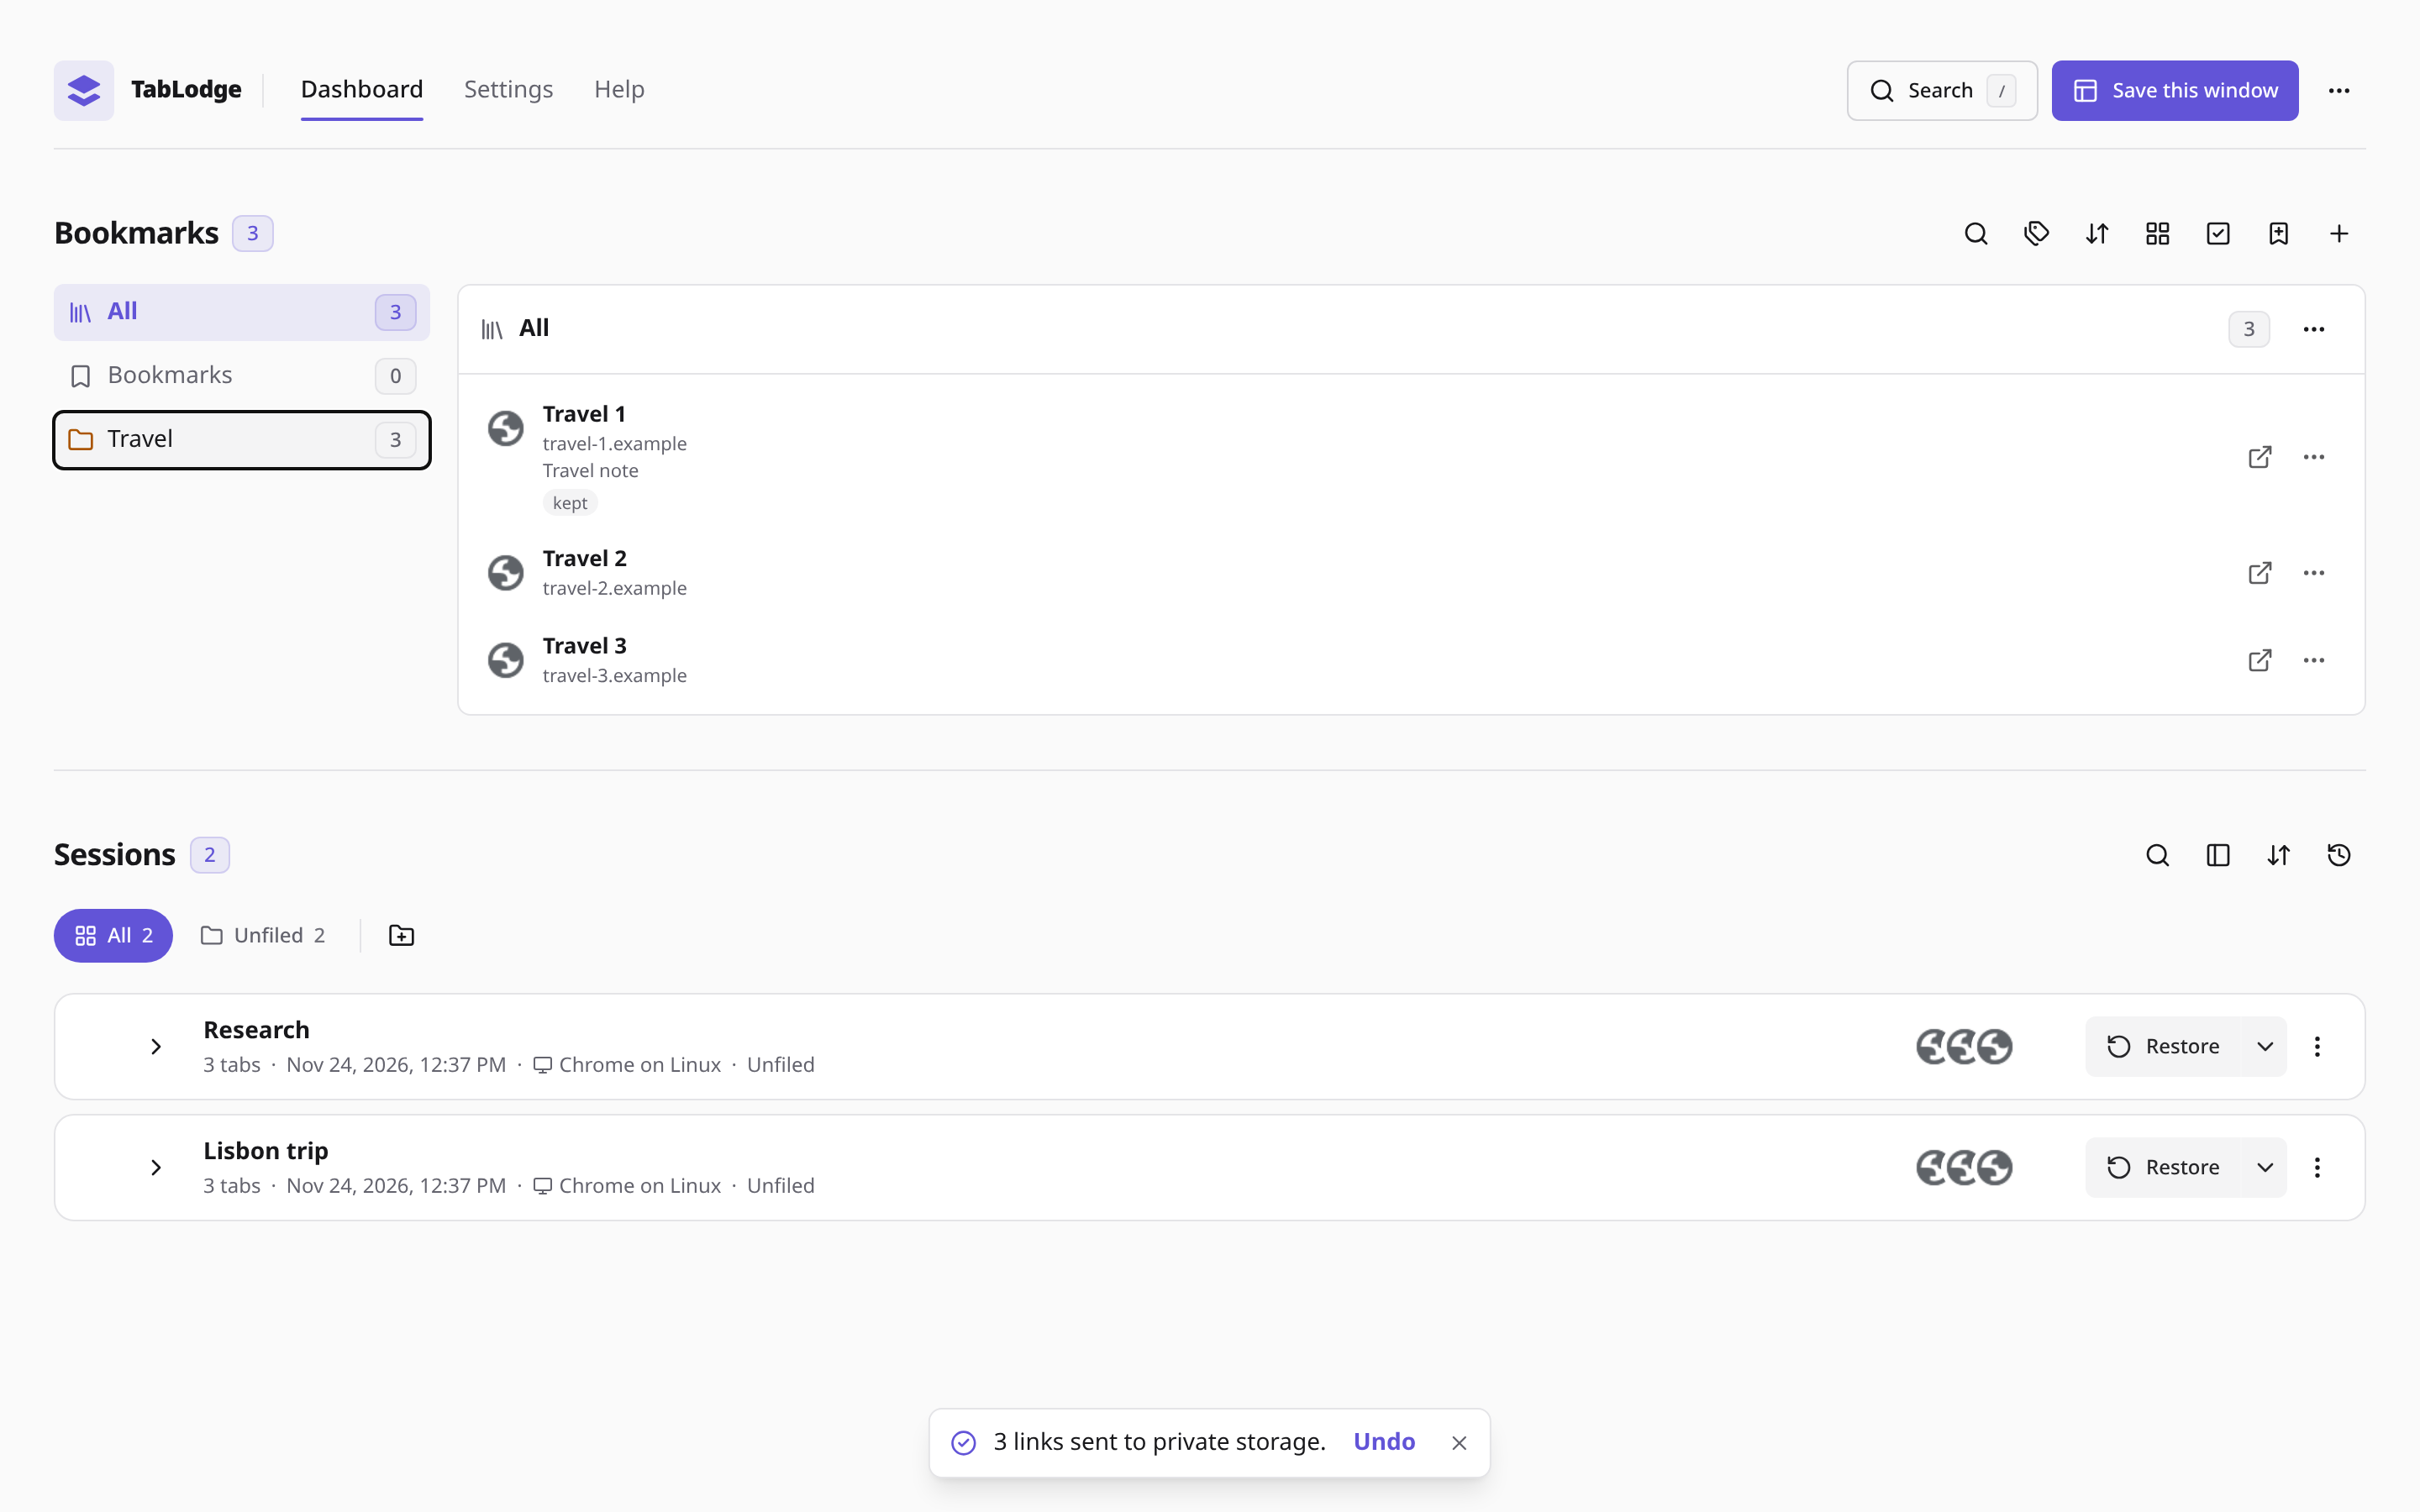 TabLodge
Dashboard
Settings
Help
Search /
Save this window
Bookmarks 3
All 3
Bookmarks 0
Travel 3
All 3
Travel 1
travel-1.example
Travel note
kept
Travel 2
travel-2.example
Travel 3
travel-3.example
Sessions 2
All 2
Unfiled 2
Research
3 tabs · Nov 24, 2026, 12:37 PM · Chrome on Linux · Unfiled
Restore
Lisbon trip
3 tabs · Nov 24, 2026, 12:37 PM · Chrome on Linux · Unfiled
Restore
3 links sent to private storage. Undo